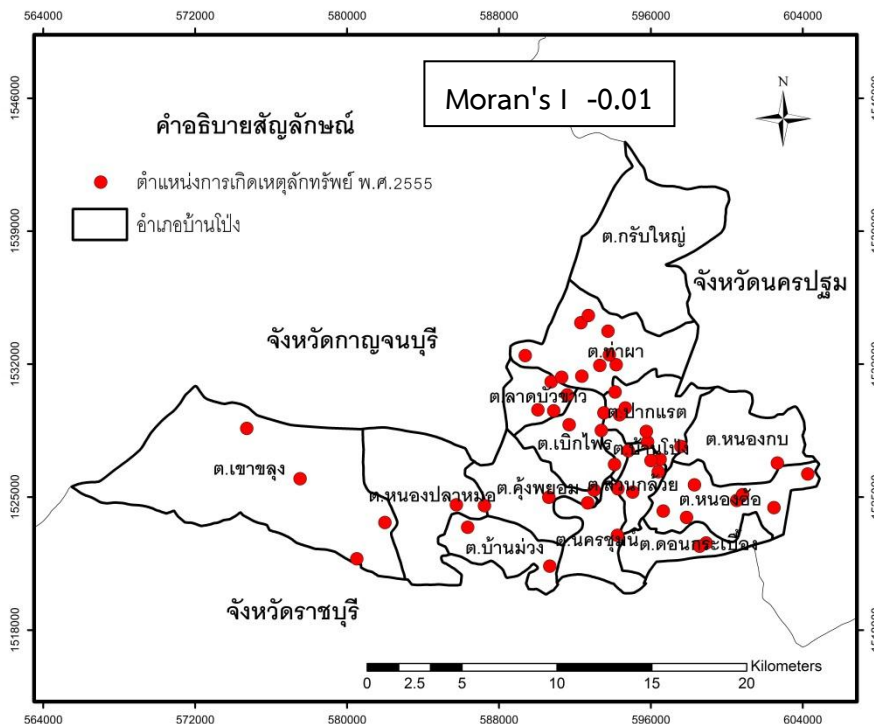 564000 572000 580000 588000 596000 604000
1546000 1546000
Moran's I -0.01
N
คำอธิบายสัญลักษณ์
ตำแหน่งการเกิดเหตุลักทรัพย์ พ.ศ.2555
อำเภอบ้านโป่ง
1539000 1539000
ต.กรับใหญ่
จังหวัดนครปฐม
จังหวัดกาญจนบุรี
ต.ท่าผา
1532000 1532000
ต.ลาดบัวขาว
ต.ปากแรต
ต.เบิกไพร
ต.บ้านโป่ง
ต.หนองกบ
ต.เขาขลุง
ต.หนองปลาหมอ
ต.คุ้งพยอม
ต.สวนกล้วย
ต.หนองอ้อ
1525000 1525000
ต.บ้านม่วง
ต.นครชุมน์
ต.ดอนกระเบื้อง
จังหวัดราชบุรี
1518000 1518000
Kilometers
0 2.5 5 10 15 20
564000 572000 580000 588000 596000 604000